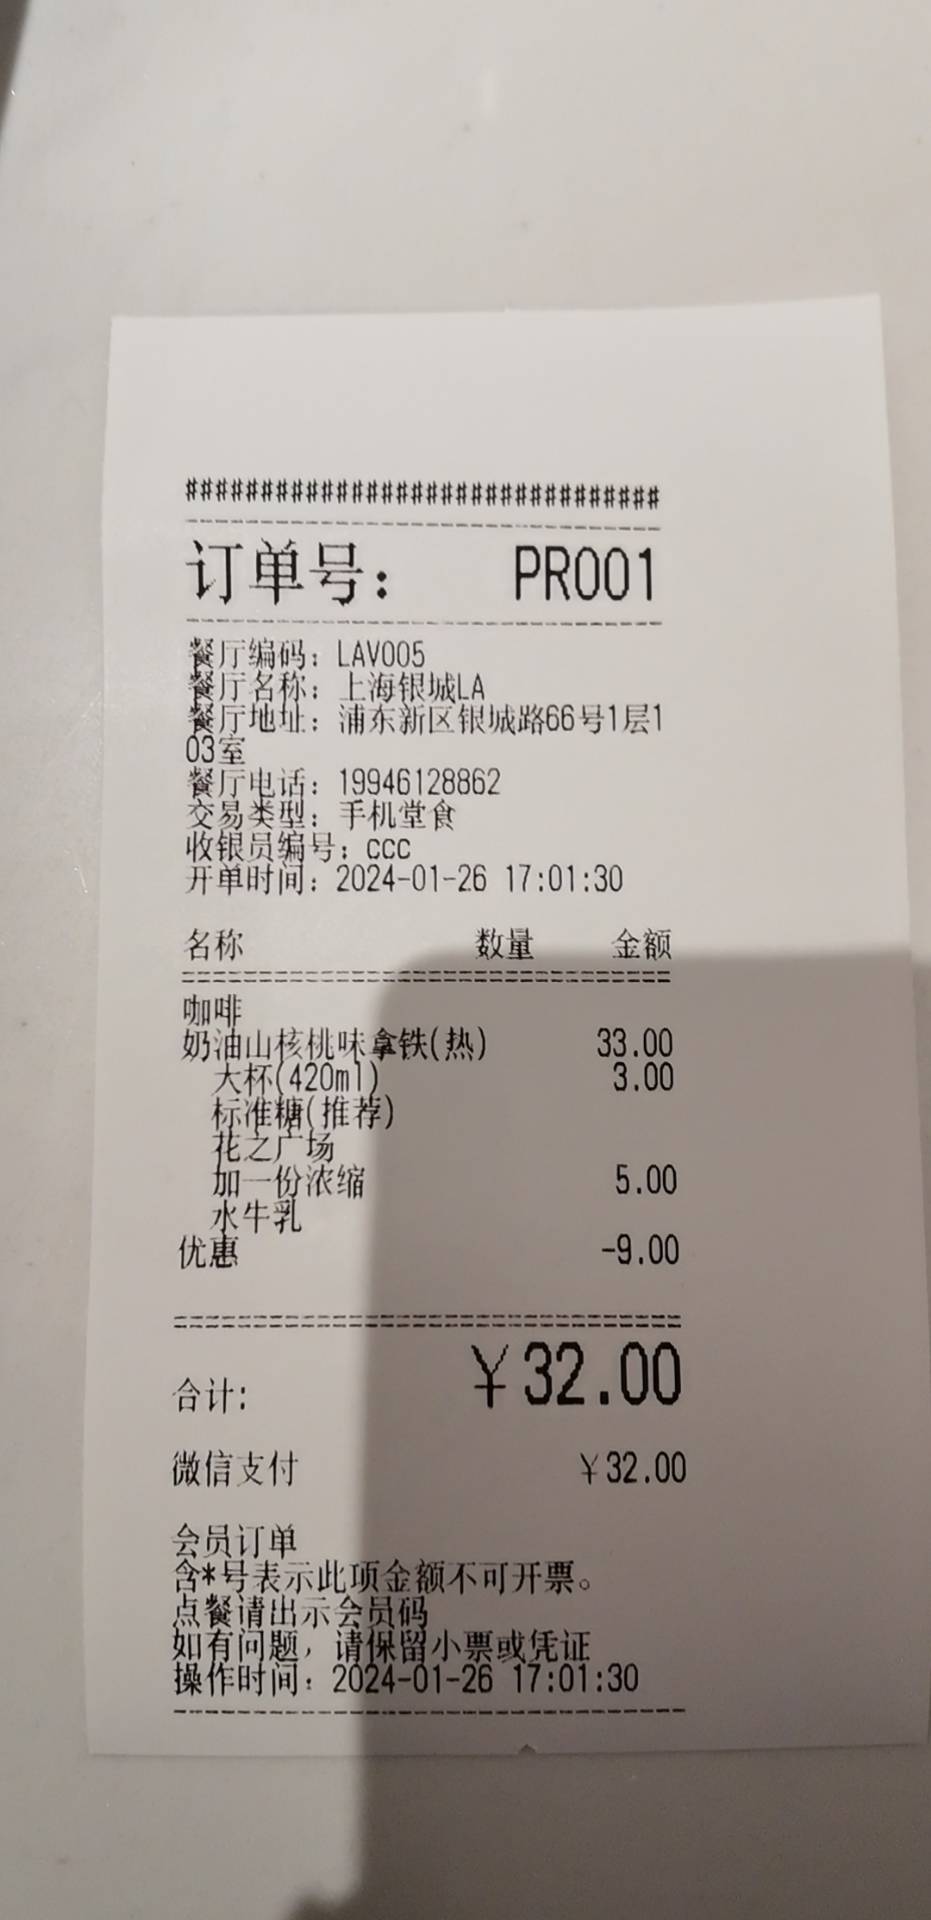 ################################
订单号： PR001
餐厅编码：LAV005
餐厅名称：上海银城LA
餐厅地址：浦东新区银城路66号1层1
03室
餐厅电话：19946128862
交易类型：手机堂食
收银员编号：ccc
开单时间：2024-01-26 17:01:30
名称 数量 金额
咖啡
奶油山核桃味拿铁(热) 33.00
大杯(420ml) 3.00
标准糖(推荐)
花之广场
加一份浓缩 5.00
水牛乳
优惠 -9.00
合计: ￥32.00
微信支付 ￥32.00
会员订单
含*号表示此项金额不可开票。
点餐请出示会员码
如有问题，请保留小票或凭证
操作时间：2024-01-26 17:01:30